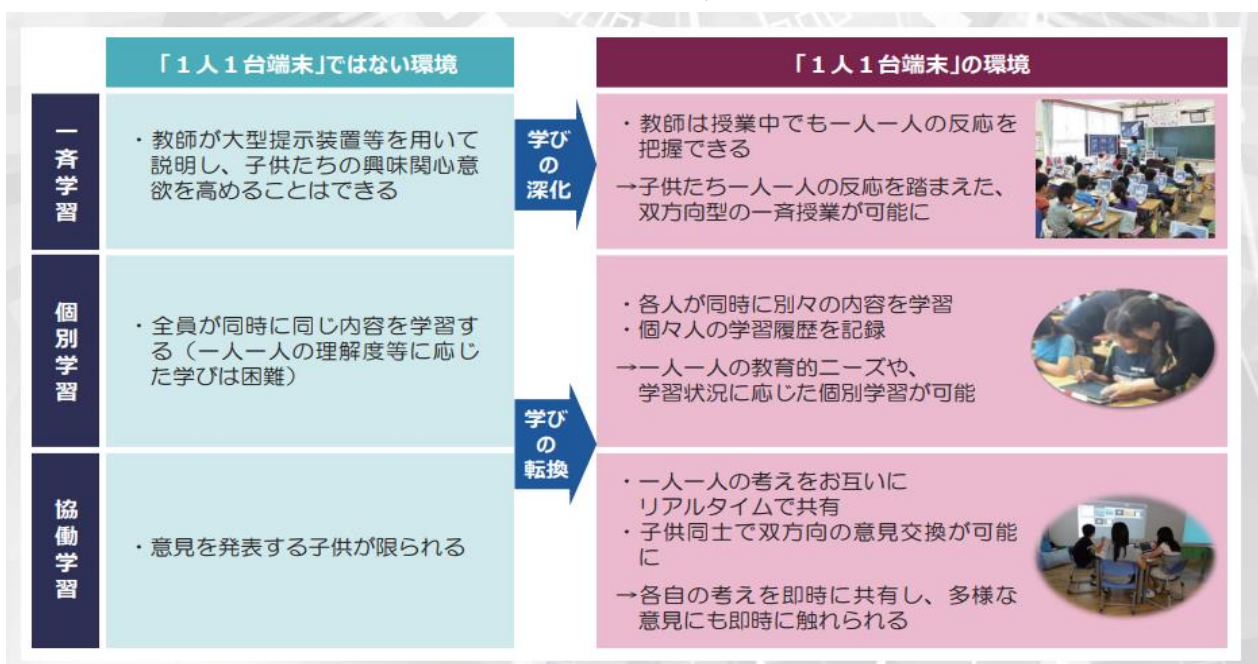 「１人１台端末」ではない環境
「１人１台端末」の環境
一斉学習
・教師が大型提示装置等を用いて
説明し、子供たちの興味関心意
欲を高めることはできる
学び
の
深化
・教師は授業中でも一人一人の反応を
把握できる
→子供たち一人一人の反応を踏まえた、
双方向型の一斉授業が可能に
個別学習
・全員が同時に同じ内容を学習す
る（一人一人の理解度等に応じ
た学びは困難）
学び
の
転換
・各人が同時に別々の内容を学習
・個々人の学習履歴を記録
→一人一人の教育的ニーズや、
学習状況に応じた個別学習が可能
協働学習
・意見を発表する子供が限られる
・一人一人の考えをお互いに
リアルタイムで共有
・子供同士で双方向の意見交換が可能
に
→各自の考えを即時に共有し、多様な
意見にも即時に触れられる